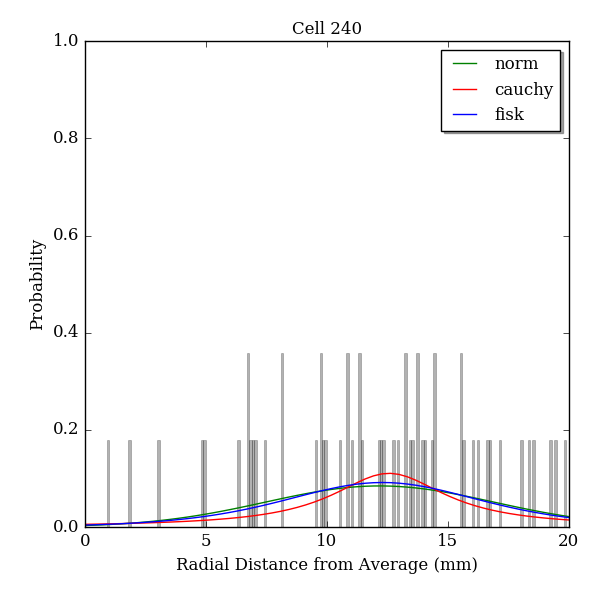 Cell 240
1.0
0.8
0.6
0.4
0.2
0.0
Probability
norm
cauchy
fisk
0 5 10 15 20
Radial Distance from Average (mm)